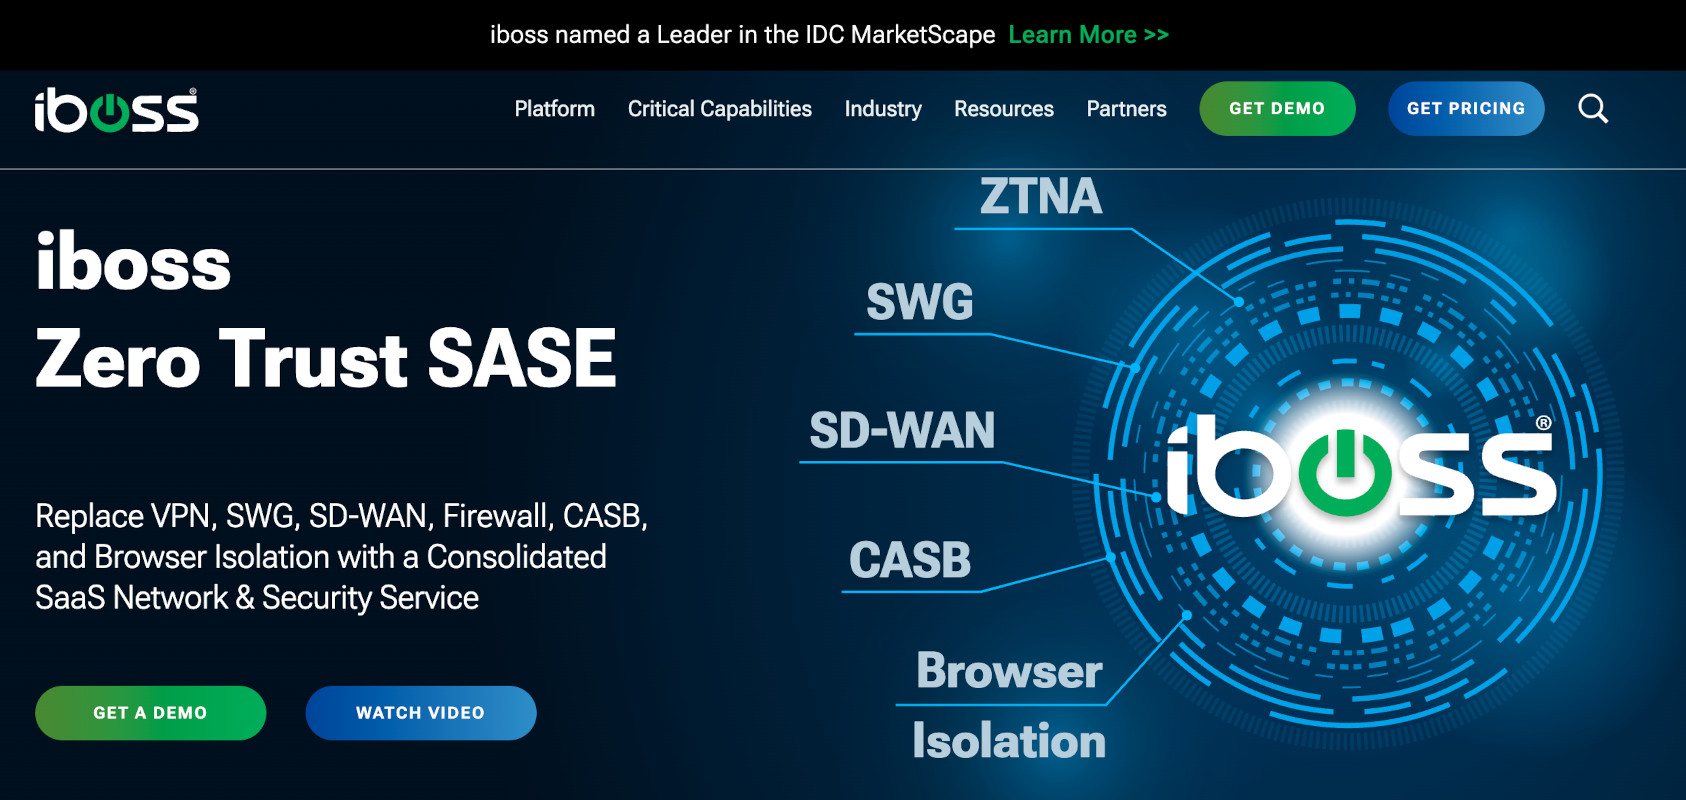 iboss named a Leader in the IDC MarketScape Learn More >>
iboss®
Platform Critical Capabilities Industry Resources Partners GET DEMO GET PRICING
iboss
Zero Trust SASE
Replace VPN, SWG, SD-WAN, Firewall, CASB,
and Browser Isolation with a Consolidated
SaaS Network & Security Service
GET A DEMO WATCH VIDEO
ZTNA
SWG
SD-WAN
CASB
Browser
Isolation
iboss®